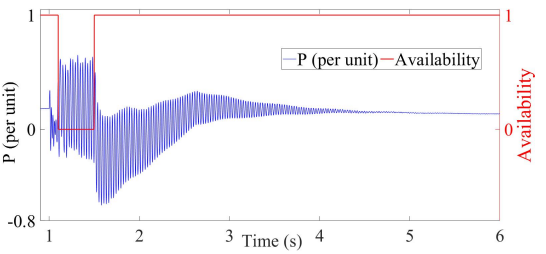 1
1
P (per unit)
Availability
0
0
P (per unit)
Availability
-0.8
1
2
3
4
5
6
Time (s)